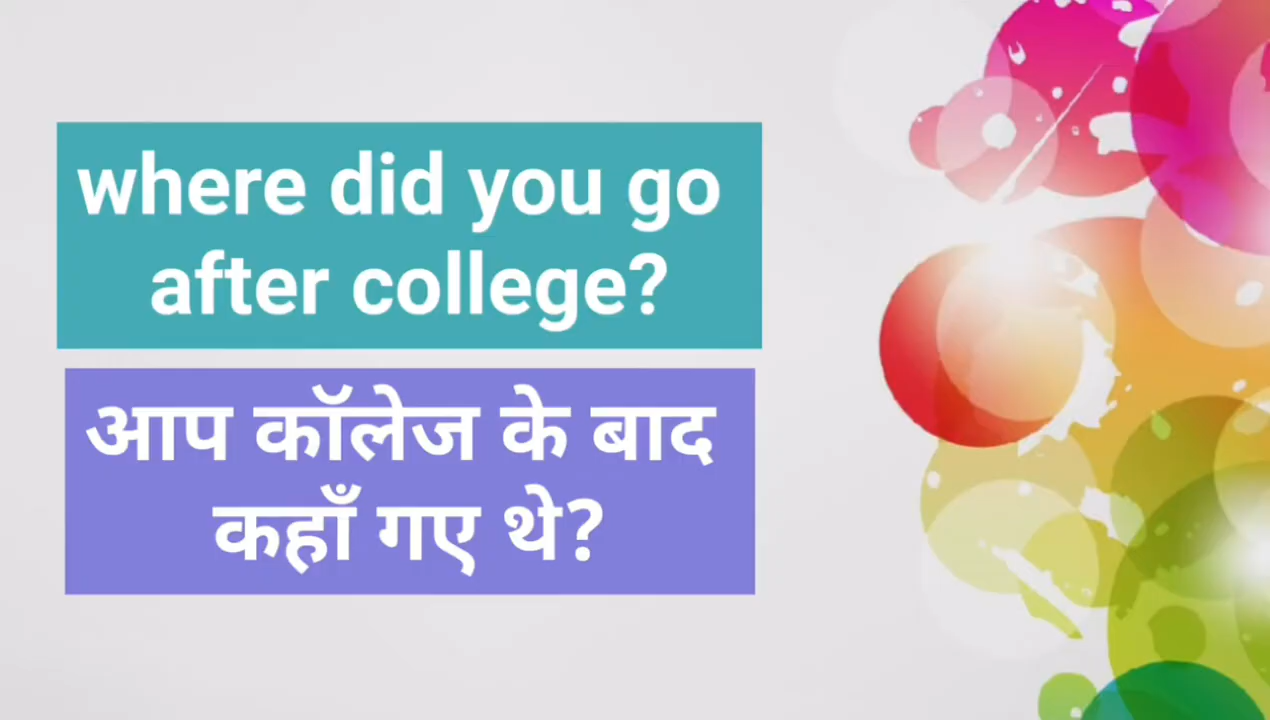 where did you go
after college?
आप कॉलेज के बाद
कहाँ गए थे?